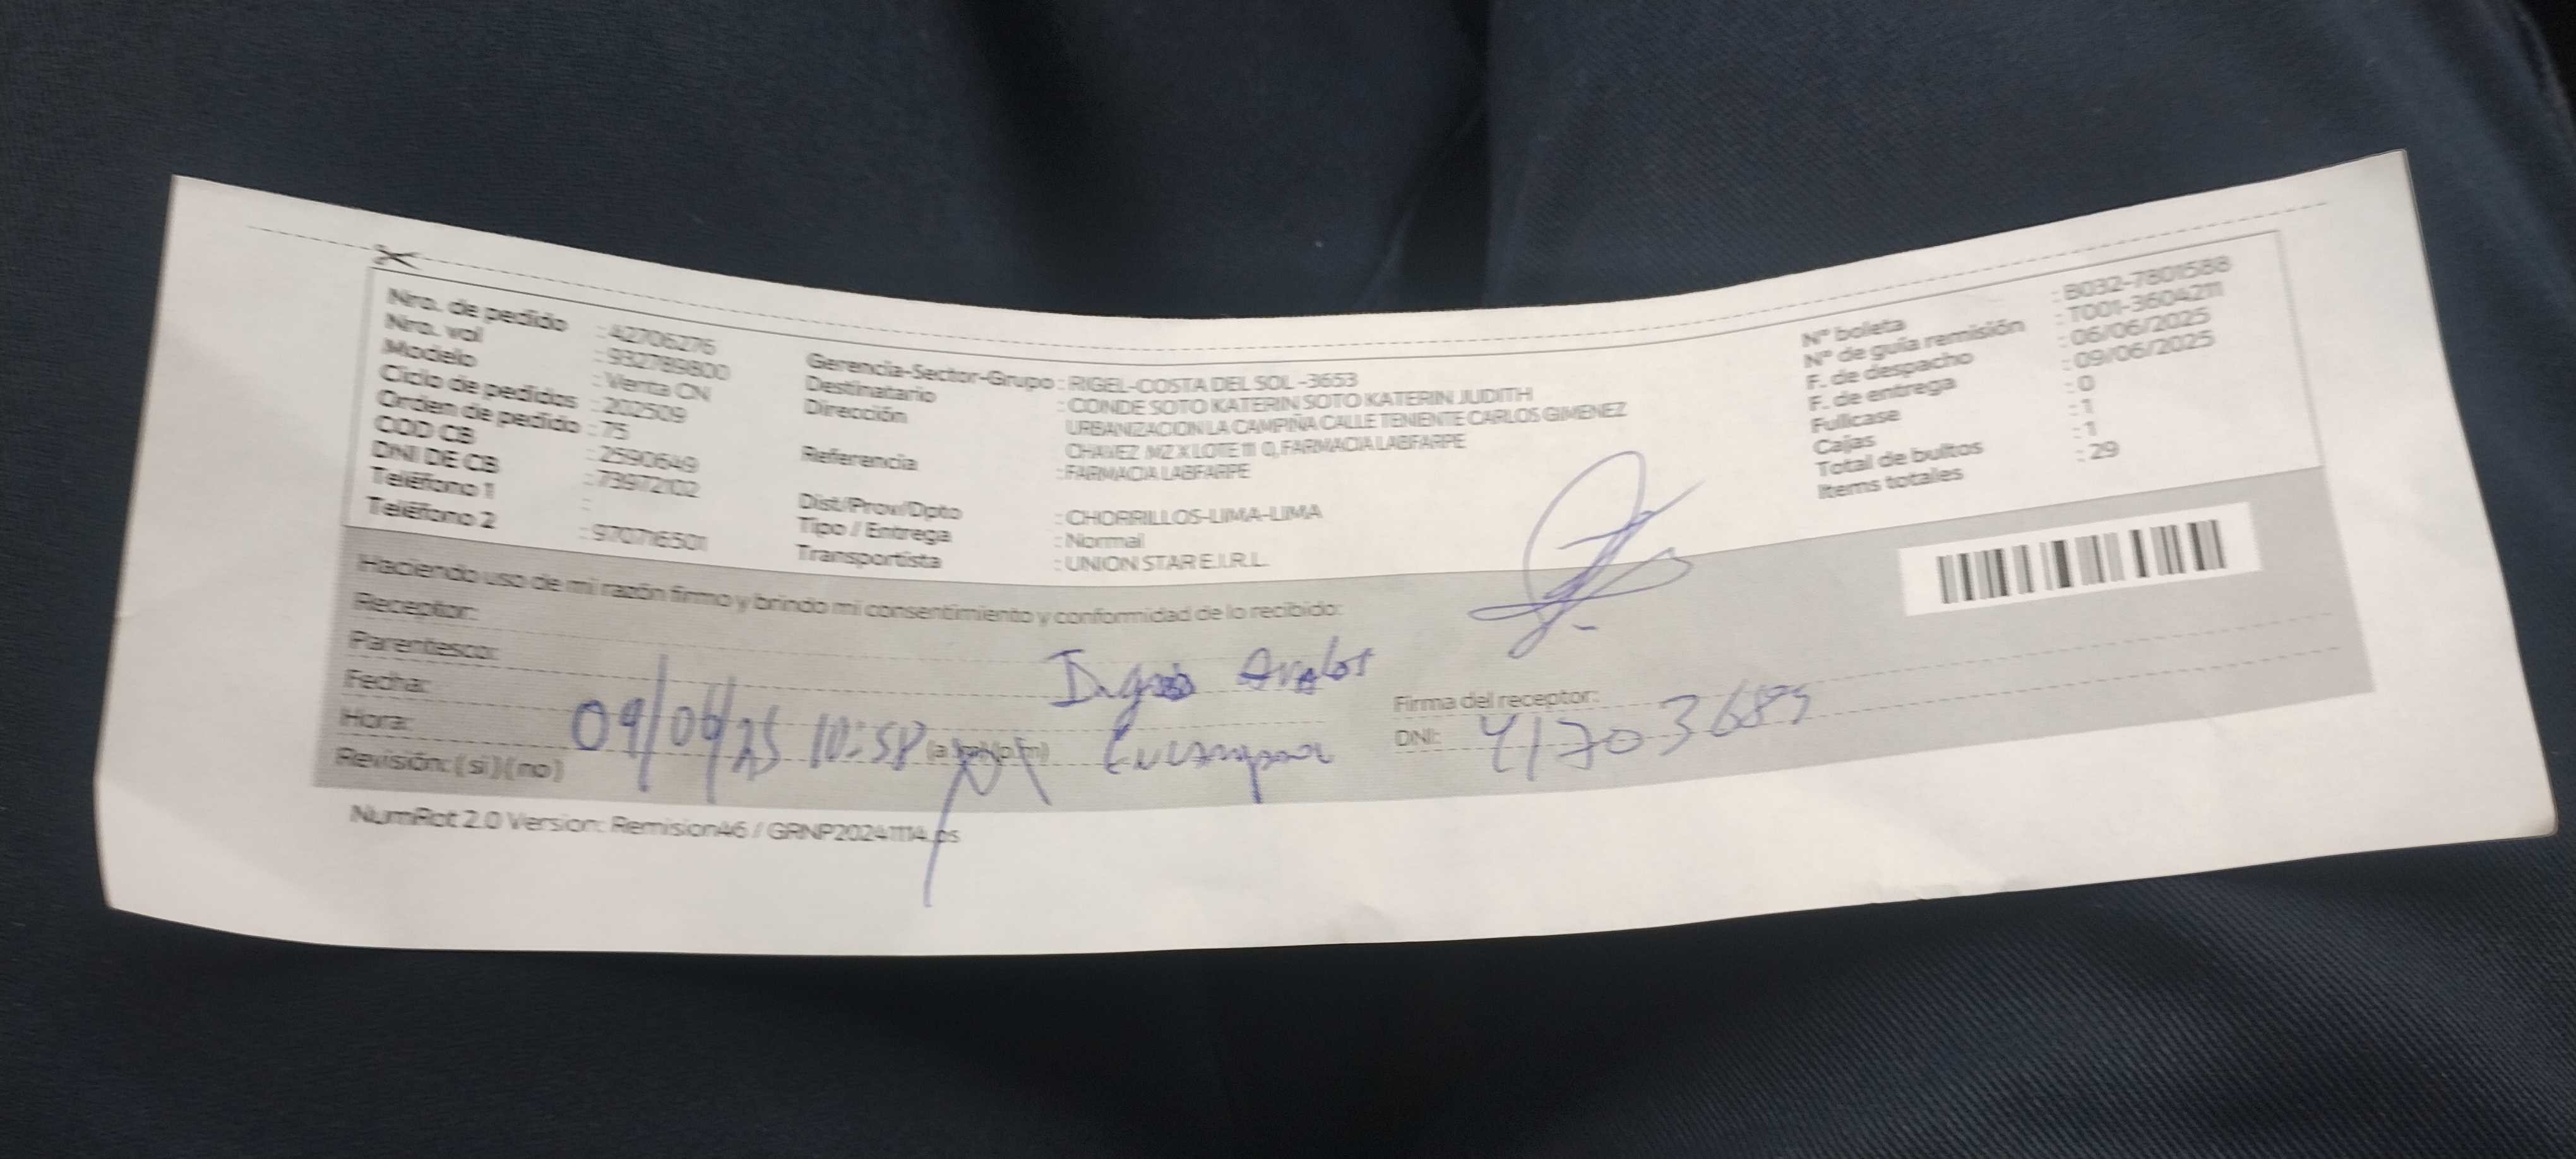 Nro. de pedido : 42706276
Nro. val : 932789800
Modelo : Venta CN
Ciclo de pedidos : 202509
Orden de pedido : 75
COD CB : 2590649
DNI DE CB : 73972102
Teléfono 1 :
Teléfono 2 : 970716501
Gerencia-Sector-Grupo : RIGEL-COSTA DEL SOL -3653
Destinatario : CONDE SOTO KATERIN SOTO KATERIN JUDITH
Dirección URBANIZACION LA CAMPIÑA CALLE TENIENTE CARLOS GIMENEZ
CHAVEZ MZ X LOTE 111 0, FARMACIA LABFARPE
Referencia : FARMACIA LABFARPE
Dist/Prov/Dpto : CHORRILLOS-LIMA-LIMA
Tipo / Entrega : Normal
Transportista : UNION STAR E.I.R.L.
N° boleta : B032-7801588
N° de guía remisión : T001-3604211
F. de despacho : 06/06/2025
F. de entrega : 09/06/2025
Fullcase : 0
Cajas : 1
Total de bultos : 1
Items totales : 29
Haciendo uso de mi razón firmo y brindo mi consentimiento y conformidad de lo recibido:
Receptor: Avalos
Parentesco:
Fecha: 09/06/25
Hora: 10:58 (a.m) (p.m)
Revisión: ( si ) ( no )
Firma del receptor:
DNI: 41703689
NumRot 2.0 Version: Remision46 / GRNP20241114.ps